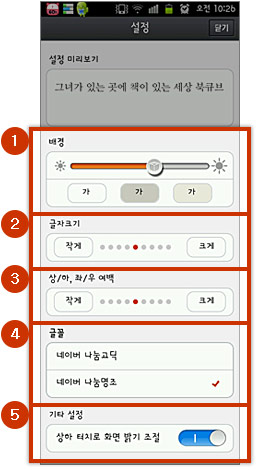 오전 10:26
설정
닫기
설정 미리보기
그녀가 있는 곳에 책이 있는 세상 북큐브
1
배경
가 가 가
2
글자크기
작게 크게
3
상/하, 좌/우 여백
작게 크게
4
글꼴
네이버 나눔고딕
네이버 나눔명조
5
기타 설정
상하 터치로 화면 밝기 조절